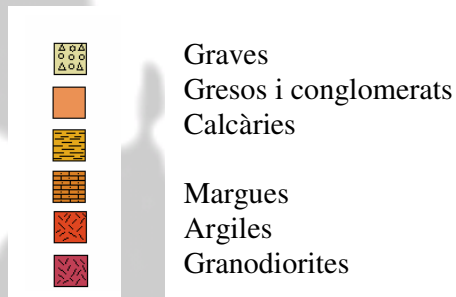 Graves
Gresos i conglomerats
Calcàries
Margues
Argiles
Granodiorites